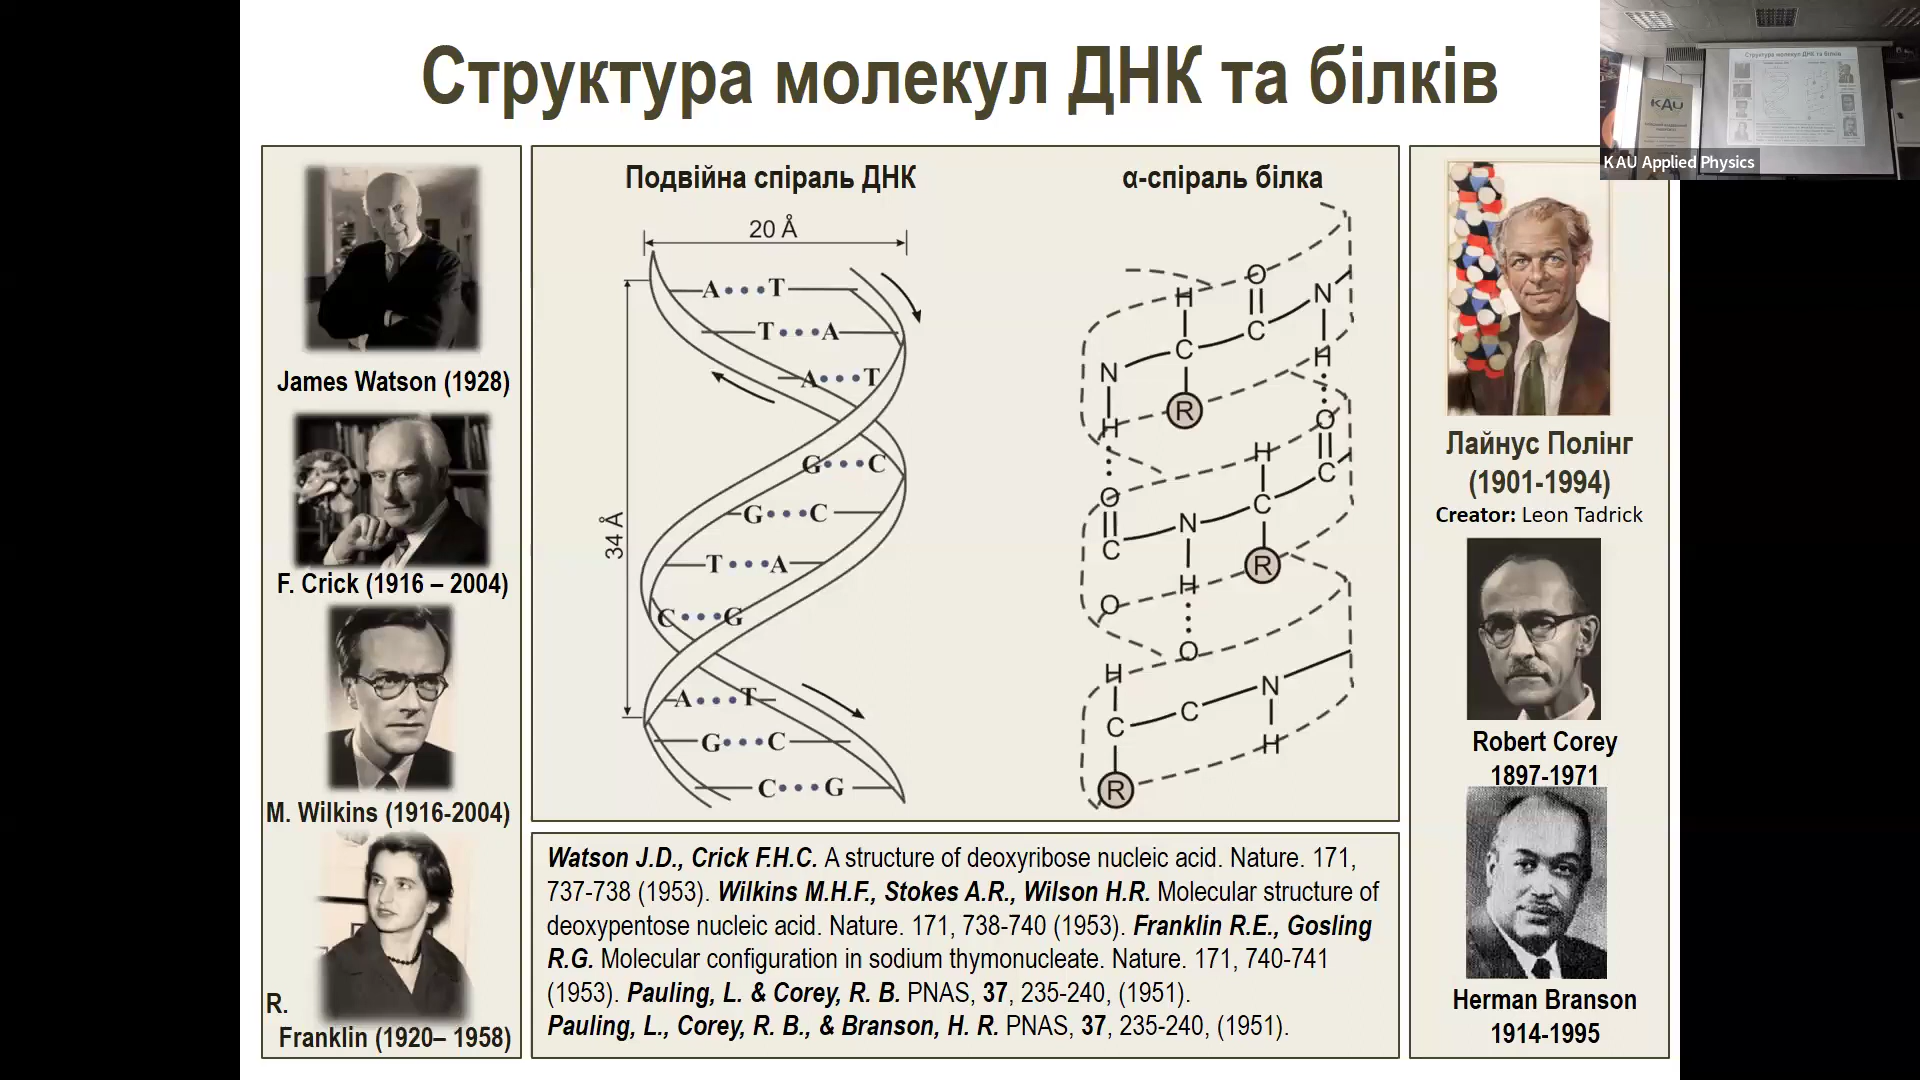 Структура молекул ДНК та білків
KAU
KAU Applied Physics
James Watson (1928)
F. Crick (1916 – 2004)
M. Wilkins (1916-2004)
R.
Franklin (1920– 1958)
Подвійна спіраль ДНК
20 Å
34 Å
A T
T A
A T
G C
G C
T A
C G
A T
G C
C G
α-спіраль білка
O
H N
C
C H
N R
H O
H C
O C
N
C R
H
O
O
H N
C C
H
R
Watson J.D., Crick F.H.C. A structure of deoxyribose nucleic acid. Nature. 171,
737-738 (1953). Wilkins M.H.F., Stokes A.R., Wilson H.R. Molecular structure of
deoxypentose nucleic acid. Nature. 171, 738-740 (1953). Franklin R.E., Gosling
R.G. Molecular configuration in sodium thymonucleate. Nature. 171, 740-741
(1953). Pauling, L. & Corey, R. B. PNAS, 37, 235-240, (1951).
Pauling, L., Corey, R. B., & Branson, H. R. PNAS, 37, 235-240, (1951).
Лайнус Полінг
(1901-1994)
Creator: Leon Tadrick
Robert Corey
1897-1971
Herman Branson
1914-1995